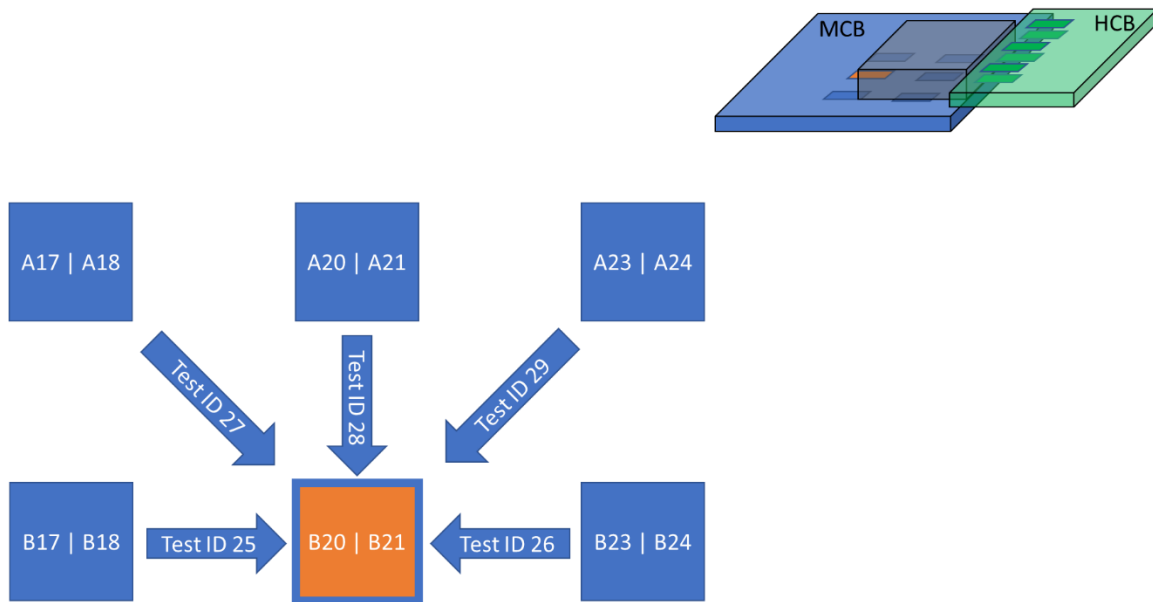 MCB
HCB
A17 | A18
A20 | A21
A23 | A24
Test ID 27
Test ID 28
Test ID 29
B17 | B18
Test ID 25
B20 | B21
Test ID 26
B23 | B24